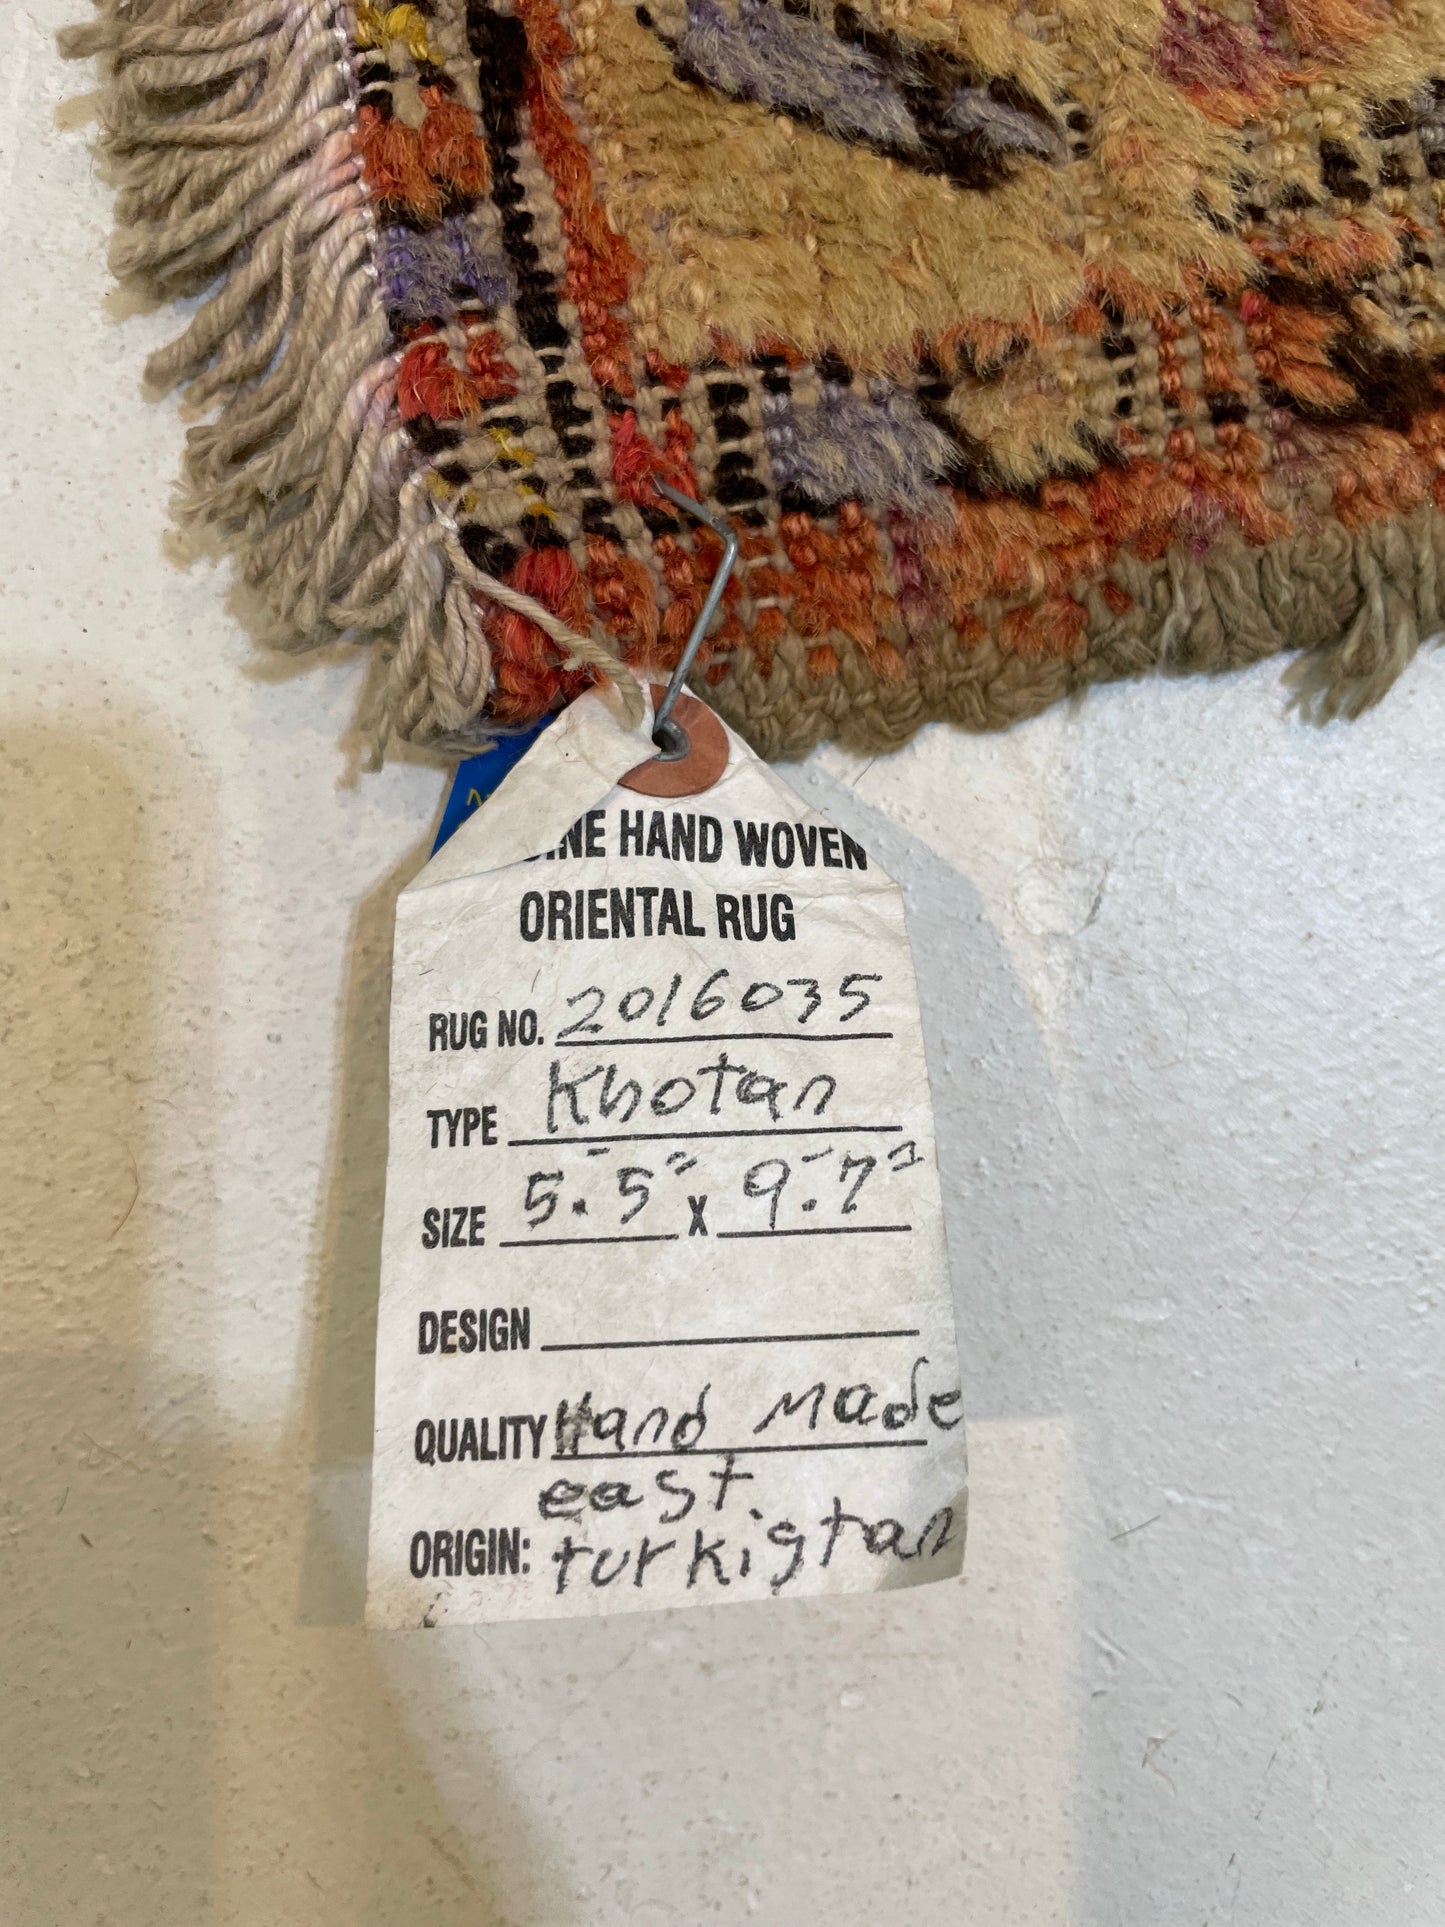 HAND WOVEN
ORIENTAL RUG
RUG NO. 2016035
TYPE Khotan
SIZE 5.'5" x 9.'7"
DESIGN
QUALITY Hand Made
east
ORIGIN: turkistan